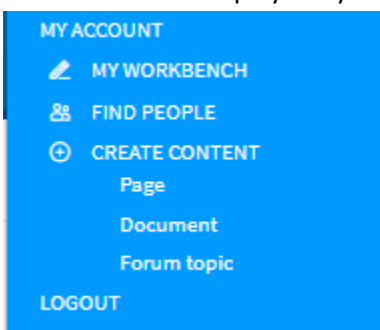 MY ACCOUNT
MY WORKBENCH
FIND PEOPLE
CREATE CONTENT
Page
Document
Forum topic
LOGOUT